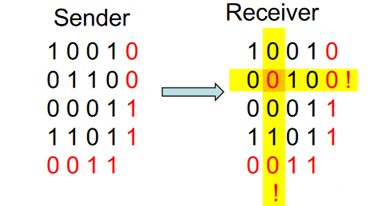 Sender
1 0 0 1 0
0 1 1 0 0
0 0 0 1 1
1 1 0 1 1
0 0 1 1
Receiver
1 0 0 1 0
0 0 1 0 0 !
0 0 0 1 1
1 1 0 1 1
0 0 1 1
!